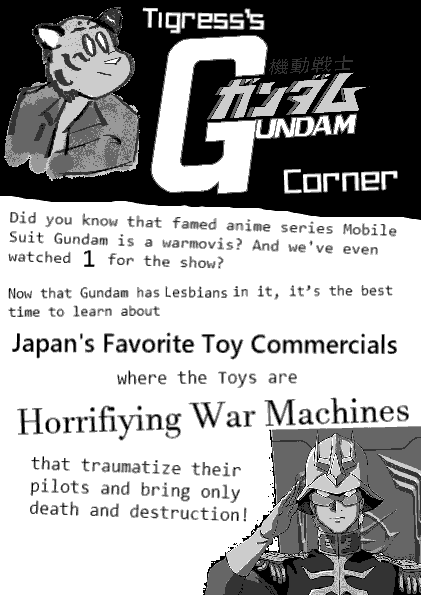 Tigress's
機動戦士
ガンダム
GUNDAM
Corner
Did you know that famed anime series Mobile
Suit Gundam is a warmovis? And we've even
watched 1 for the show?
Now that Gundam has Lesbians in it, it's the best
time to learn about
Japan's Favorite Toy Commercials
where the Toys are
Horrifiying War Machines
that traumatize their
pilots and bring only
death and destruction!